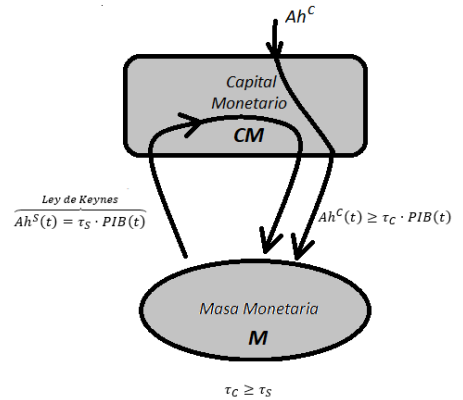 Ah^C
Capital
Monetario
CM
Ley de Keynes
Ah^S(t) = τ_S · PIB(t)
Ah^C(t) ≥ τ_C · PIB(t)
Masa Monetaria
M
τ_C ≥ τ_S